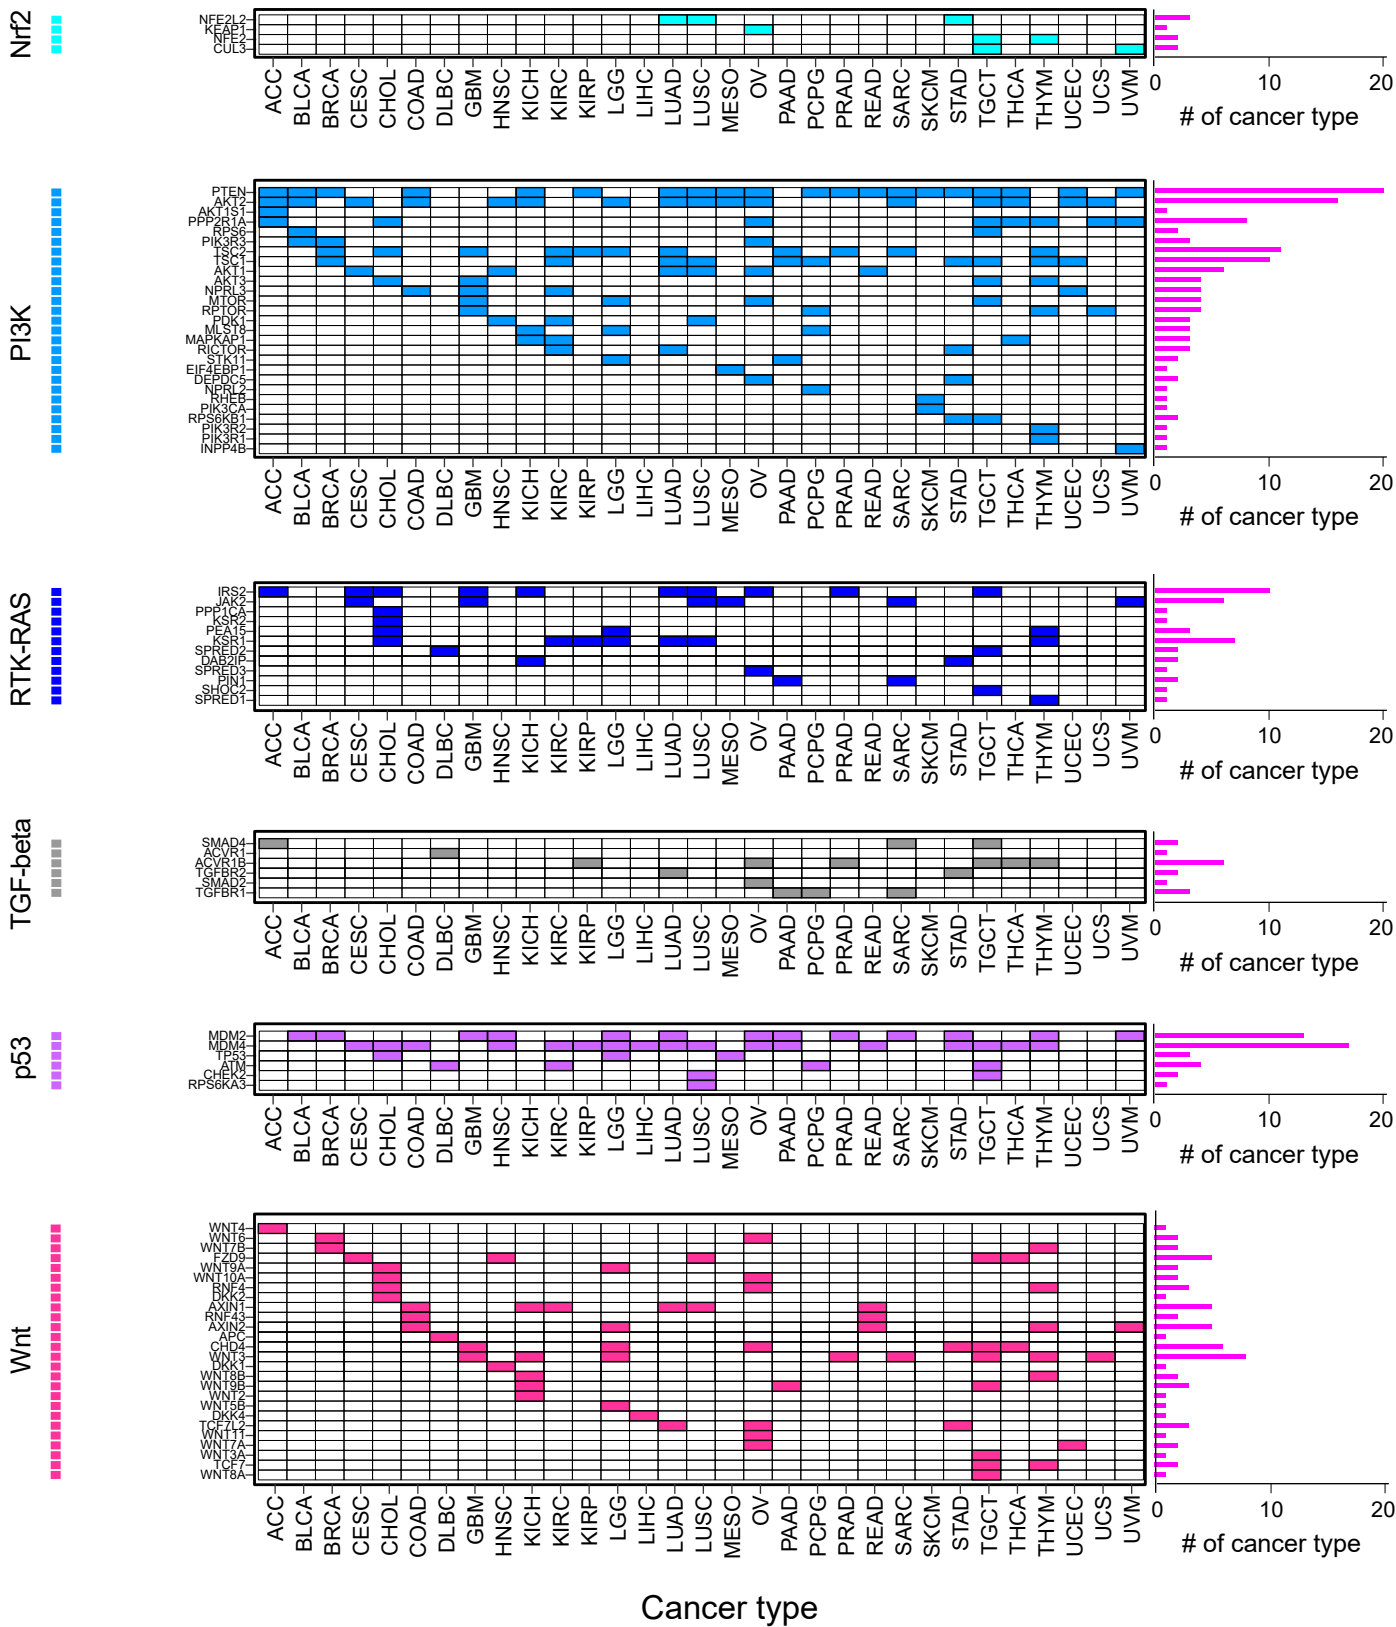 Nrf2
NFE2L2
KEAP1
NFE2
CUL3
ACC BLCA BRCA CESC CHOL COAD DLBC GBM HNSC KICH KIRC KIRP LGG LIHC LUAD LUSC MESO OV PAAD PCPG PRAD READ SARC SKCM STAD TGCT THCA THYM UCEC UCS UVM
0 10 20
# of cancer type
PI3K
PTEN
AKT2
AKT1S1
PPP2R1A
RPS6
PIK3R3
TSC2
TSC1
AKT1
AKT3
NPRL3
MTOR
RPTOR
PDK1
MLST8
MAPKAP1
RICTOR
STK11
EIF4EBP1
DEPDC5
NPRL2
RHEB
PIK3CA
RPS6KB1
PIK3R2
PIK3R1
INPP4B
ACC BLCA BRCA CESC CHOL COAD DLBC GBM HNSC KICH KIRC KIRP LGG LIHC LUAD LUSC MESO OV PAAD PCPG PRAD READ SARC SKCM STAD TGCT THCA THYM UCEC UCS UVM
0 10 20
# of cancer type
RTK-RAS
IRS2
JAK2
PPP1CA
KSR2
PEA15
KSR1
SPRED2
DAB2IP
SPRED3
PIN1
SHOC2
SPRED1
ACC BLCA BRCA CESC CHOL COAD DLBC GBM HNSC KICH KIRC KIRP LGG LIHC LUAD LUSC MESO OV PAAD PCPG PRAD READ SARC SKCM STAD TGCT THCA THYM UCEC UCS UVM
0 10 20
# of cancer type
TGF-beta
SMAD4
ACVR1
ACVR1B
TGFBR2
SMAD2
TGFBR1
ACC BLCA BRCA CESC CHOL COAD DLBC GBM HNSC KICH KIRC KIRP LGG LIHC LUAD LUSC MESO OV PAAD PCPG PRAD READ SARC SKCM STAD TGCT THCA THYM UCEC UCS UVM
0 10 20
# of cancer type
p53
MDM2
MDM4
TP53
ATM
CHEK2
RPS6KA3
ACC BLCA BRCA CESC CHOL COAD DLBC GBM HNSC KICH KIRC KIRP LGG LIHC LUAD LUSC MESO OV PAAD PCPG PRAD READ SARC SKCM STAD TGCT THCA THYM UCEC UCS UVM
0 10 20
# of cancer type
Wnt
WNT4
WNT6
WNT7B
FZD9
WNT9A
WNT10A
RNF4
DKK2
AXIN1
RNF43
AXIN2
APC
CHD4
WNT3
DKK1
WNT8B
WNT9B
WNT2
WNT5B
DKK4
TCF7L2
WNT11
WNT7A
WNT3A
TCF7
WNT8A
ACC BLCA BRCA CESC CHOL COAD DLBC GBM HNSC KICH KIRC KIRP LGG LIHC LUAD LUSC MESO OV PAAD PCPG PRAD READ SARC SKCM STAD TGCT THCA THYM UCEC UCS UVM
0 10 20
# of cancer type
Cancer type